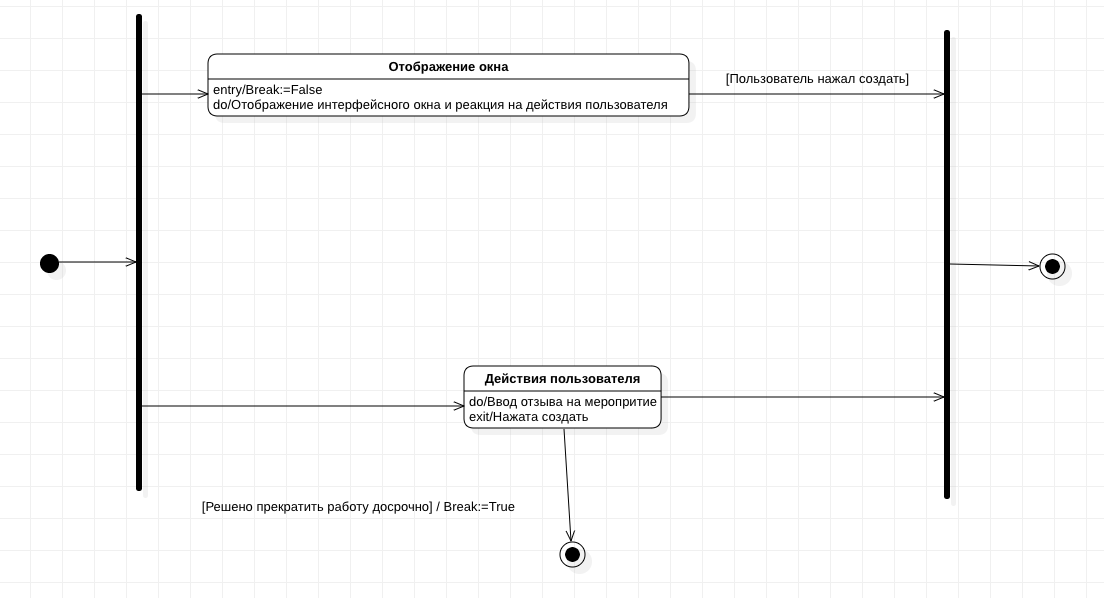 Отображение окна
entry/Break:=False
do/Отображение интерфейсного окна и реакция на действия пользователя
[Пользователь нажал создать]
Действия пользователя
do/Ввод отзыва на меропритие
exit/Нажата создать
[Решено прекратить работу досрочно] / Break:=True